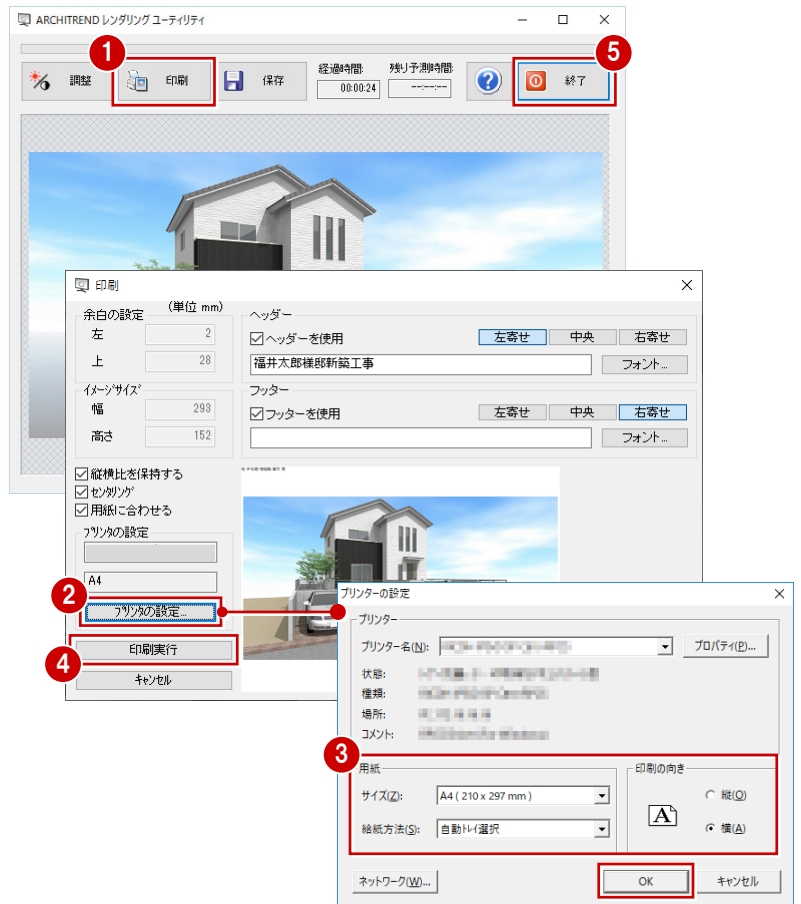 ARCHITREND レンダリング ユーティリティ
1
5
調整
印刷
保存
経過時間:
00:00:24
残り予測時間:
--:--:--
終了
印刷
余白の設定 (単位 mm)
左 2
上 28
イメージサイズ
幅 293
高さ 152
縦横比を保持する
センタリング
用紙に合わせる
プリンタの設定
A4
2
プリンタの設定...
印刷実行
4
キャンセル
ヘッダー
ヘッダーを使用 左寄せ 中央 右寄せ
福井太郎様邸新築工事 フォント...
フッター
フッターを使用 左寄せ 中央 右寄せ
フォント...
プリンターの設定
プリンター
プリンター名(N): プロパティ(P)...
状態:
種類:
場所:
コメント:
3
用紙
サイズ(Z): A4 ( 210 x 297 mm )
給紙方法(S): 自動トレイ選択
印刷の向き
縦(O)
A
横(A)
ネットワーク(W)...
OK
キャンセル